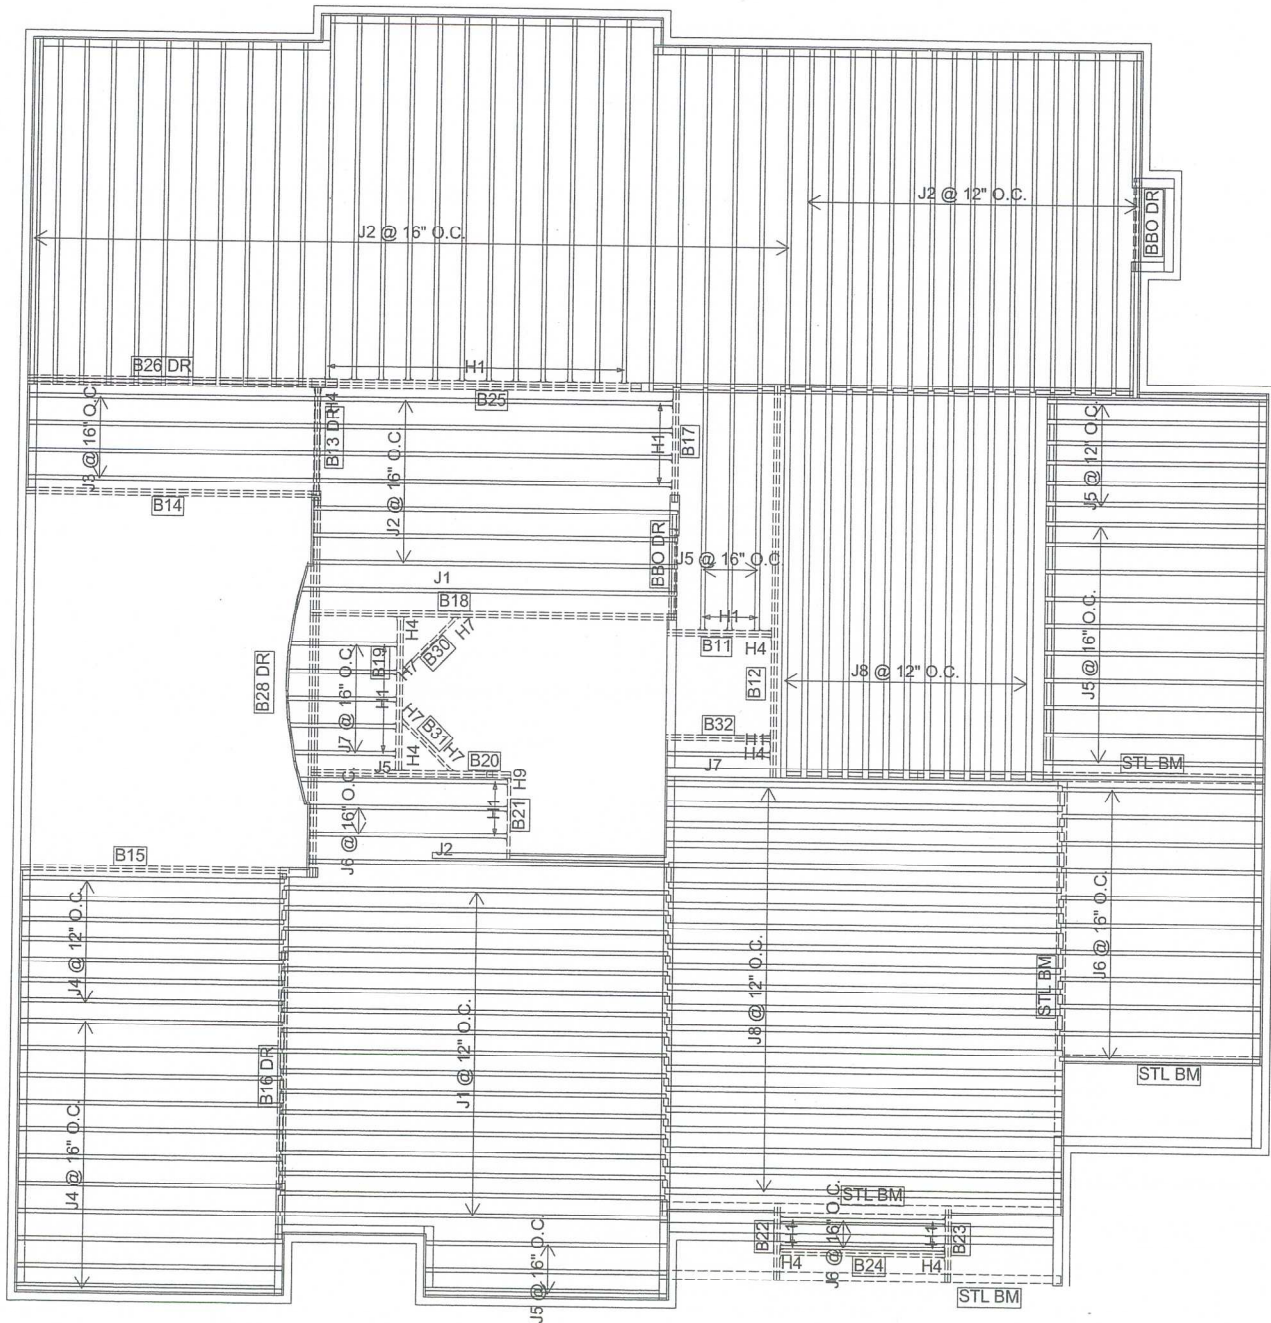 J2 @ 12" O.C.
BBO DR
J2 @ 16" O.C.
B26 DR
H1
H4
B25
J3 @ 16" O.C.
B13 DR
J2 @ 16" O.C.
H1
B17
J5 @ 12" O.C.
B14
BBO DR
J5 @ 16" O.C.
J5 @ 16" O.C.
J1
B18
H1
H4
H7
B30
H7
B11
H4
B19
B28 DR
J7 @ 16" O.C.
H1
J8 @ 12" O.C.
B12
H7
B31
H7
H4
B32
H1
H4
J5
B20
J7
STL BM
H9
J6 @ 16" O.C.
H1
B21
J2
B15
J4 @ 12" O.C.
J6 @ 16" O.C.
J8 @ 12" O.C.
STL BM
J1 @ 12" O.C.
B16 DR
STL BM
J4 @ 16" O.C.
STL BM
B22
H1
J6 @ 16" O.C.
H1
B23
H4
B24
H4
J5 @ 16" O.C.
STL BM